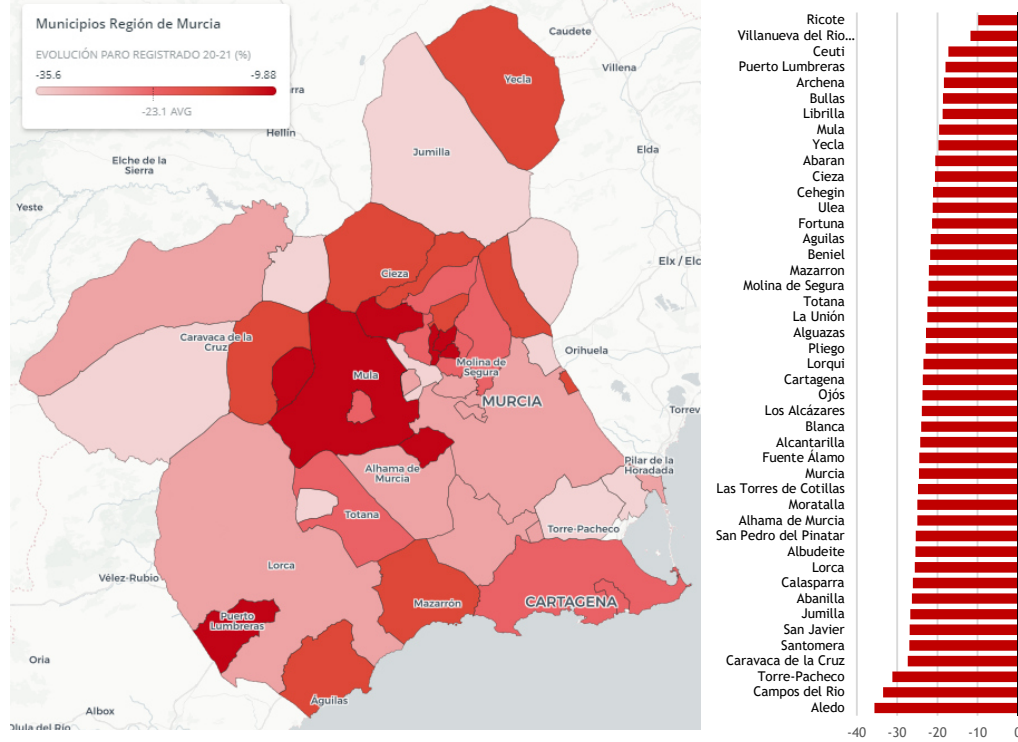 Municipios Región de Murcia
EVOLUCIÓN PARO REGISTRADO 20-21 (%)
-35.6
-9.88
-23.1 AVG
Caudete
Villena
Yecla
Hellín
Jumilla
Elda
Elche de la
Sierra
Yeste
Elx / Elc
Cieza
Caravaca de la
Cruz
Orihuela
Molina de
Segura
Mula
MURCIA
Torrev
Alhama de
Murcia
Pilar de la
Horadada
Totana
Torre-Pacheco
Lorca
Vélez-Rubio
Mazarrón
CARTAGENA
Puerto
Lumbreras
Oria
Águilas
Albox
Olula del Río
Ricote
Villanueva del Rio...
Ceuti
Puerto Lumbreras
Archena
Bullas
Librilla
Mula
Yecla
Abaran
Cieza
Cehegin
Ulea
Fortuna
Aguilas
Beniel
Mazarron
Molina de Segura
Totana
La Unión
Alguazas
Pliego
Lorqui
Cartagena
Ojós
Los Alcázares
Blanca
Alcantarilla
Fuente Álamo
Murcia
Las Torres de Cotillas
Moratalla
Alhama de Murcia
San Pedro del Pinatar
Albudeite
Lorca
Calasparra
Abanilla
Jumilla
San Javier
Santomera
Caravaca de la Cruz
Torre-Pacheco
Campos del Rio
Aledo
-40 -30 -20 -10 0